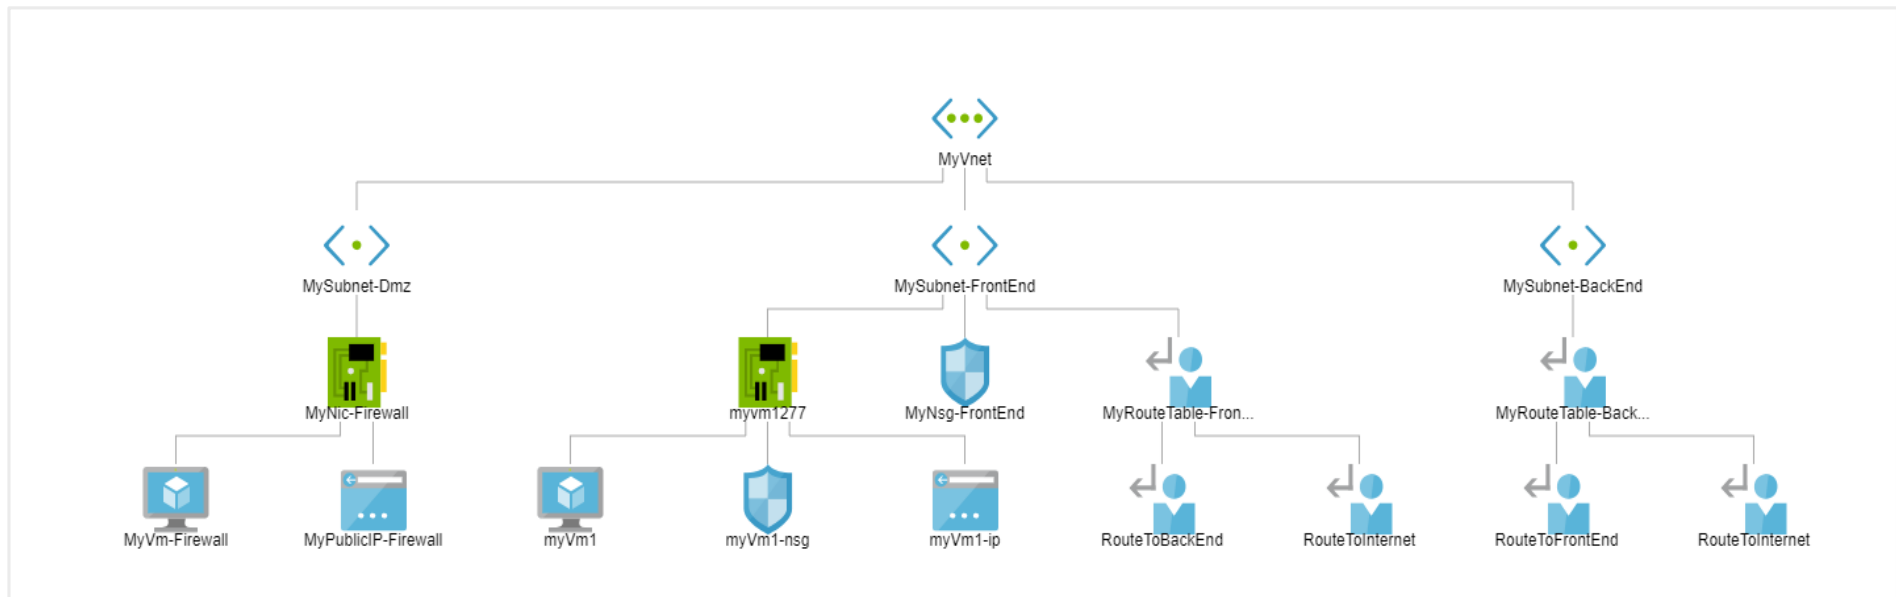 MyVnet
MySubnet-Dmz
MySubnet-FrontEnd
MySubnet-BackEnd
MyNic-Firewall
myvm1277
MyNsg-FrontEnd
MyRouteTable-Fron...
MyRouteTable-Back...
MyVm-Firewall
MyPublicIP-Firewall
myVm1
myVm1-nsg
myVm1-ip
RouteToBackEnd
RouteToInternet
RouteToFrontEnd
RouteToInternet